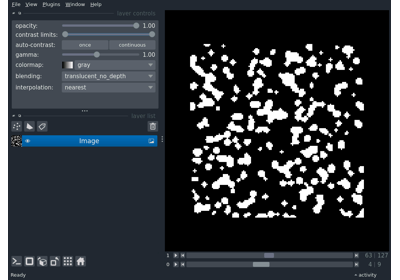 File View Plugins Window Help
layer controls
opacity: 1.00
contrast limits:
auto-contrast: once continuous
gamma: 1.00
colormap: gray
blending: translucent_no_depth
interpolation: nearest
layer list
Image
1 63 127
0 4 9
Ready activity